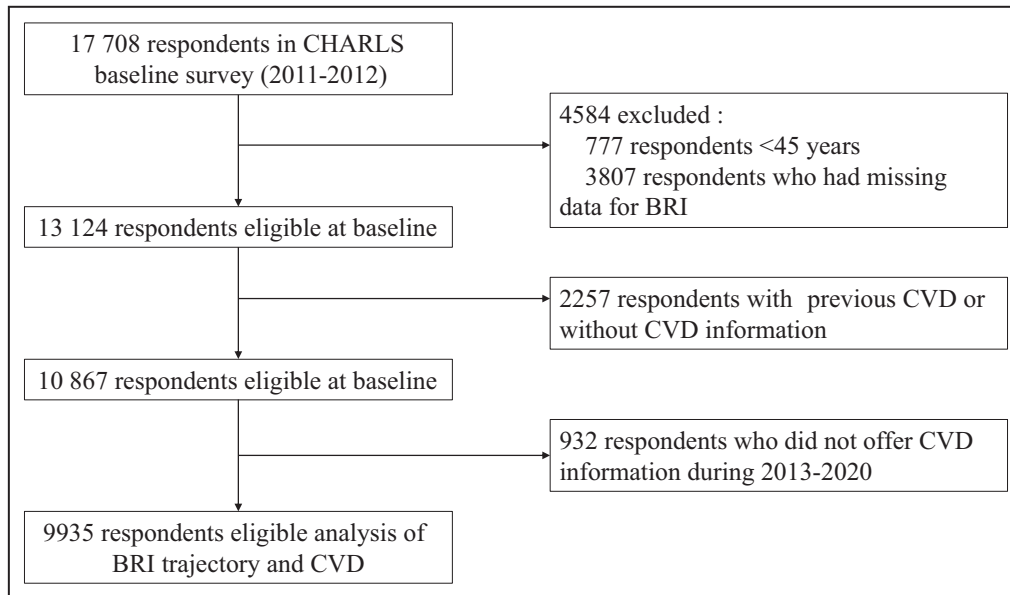 17 708 respondents in CHARLS
baseline survey (2011-2012)
4584 excluded :
777 respondents <45 years
3807 respondents who had missing
data for BRI
13 124 respondents eligible at baseline
2257 respondents with  previous CVD or
without CVD information
10 867 respondents eligible at baseline
932 respondents who did not offer CVD
information during 2013-2020
9935 respondents eligible analysis of
BRI trajectory and CVD